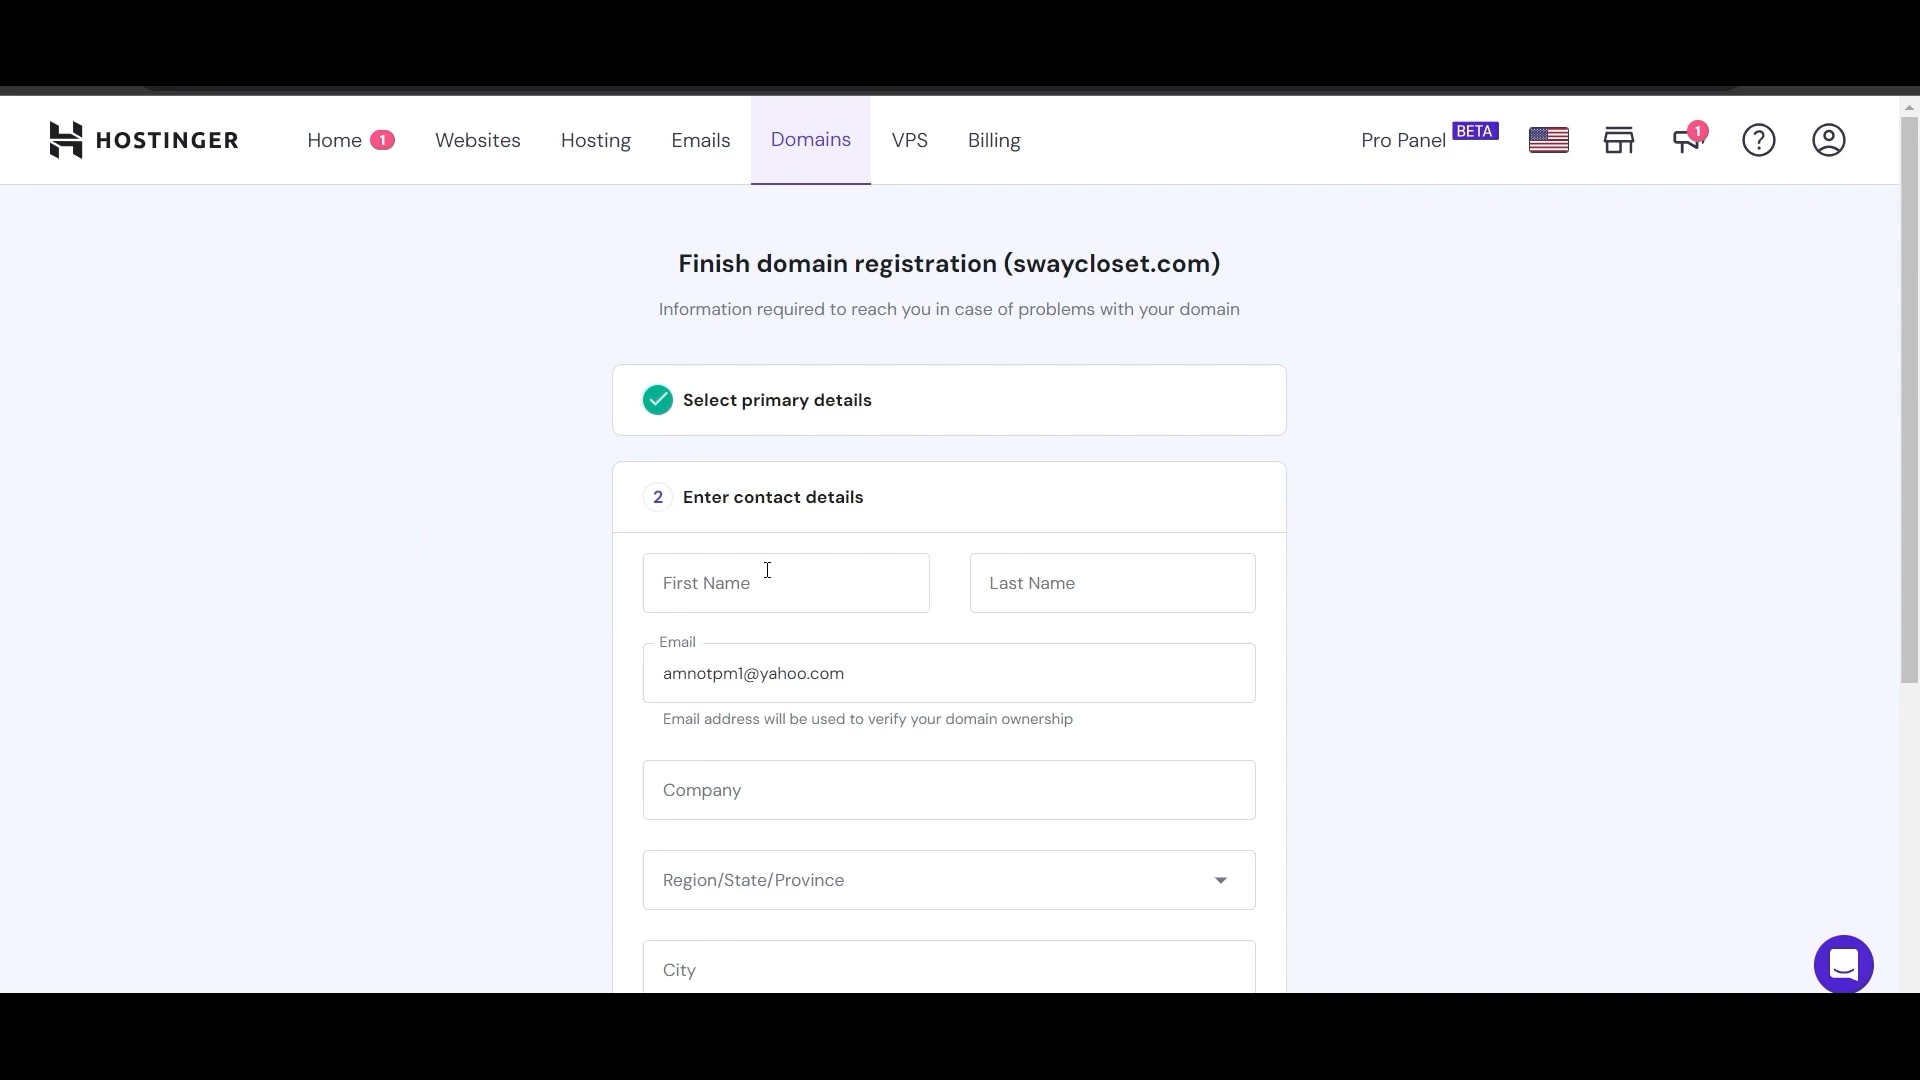 HOSTINGER Home 1 Websites Hosting Emails Domains VPS Billing Pro Panel BETA 1
Finish domain registration (swaycloset.com)
Information required to reach you in case of problems with your domain
Select primary details
2 Enter contact details
First Name Last Name
Email
amnotpm1@yahoo.com
Email address will be used to verify your domain ownership
Company
Region/State/Province
City